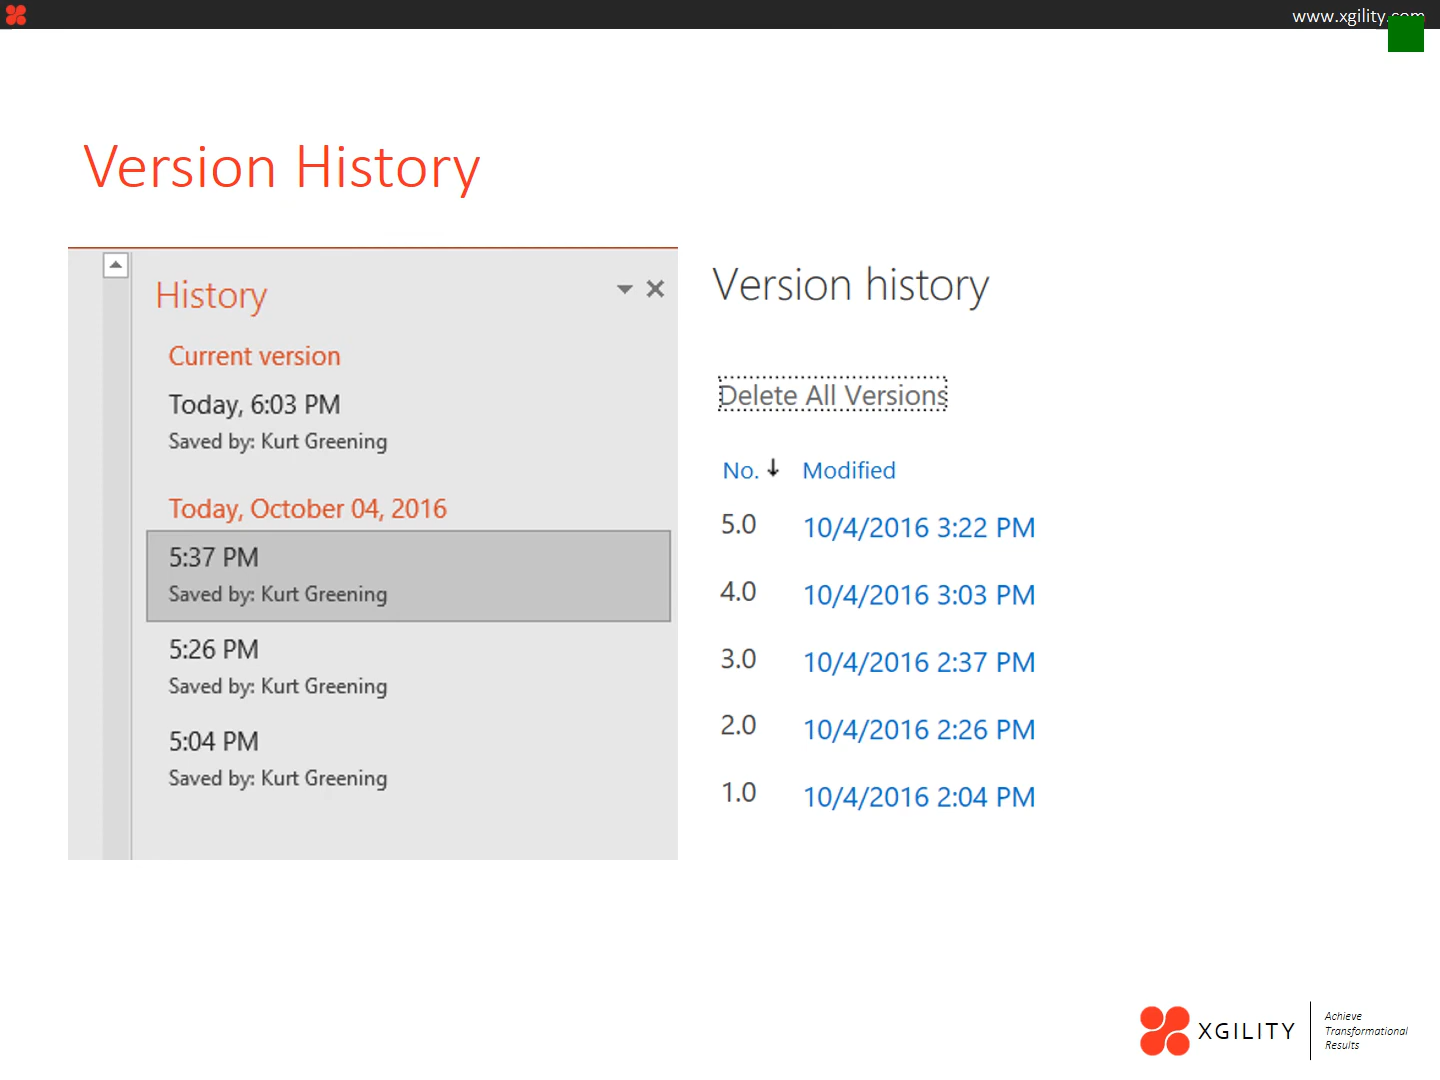 www.xgility.com
Version History
History
Current version
Today, 6:03 PM
Saved by: Kurt Greening
Today, October 04, 2016
5:37 PM
Saved by: Kurt Greening
5:26 PM
Saved by: Kurt Greening
5:04 PM
Saved by: Kurt Greening
Version history
Delete All Versions
No. Modified
5.0 10/4/2016 3:22 PM
4.0 10/4/2016 3:03 PM
3.0 10/4/2016 2:37 PM
2.0 10/4/2016 2:26 PM
1.0 10/4/2016 2:04 PM
XGILITY
Achieve
Transformational
Results